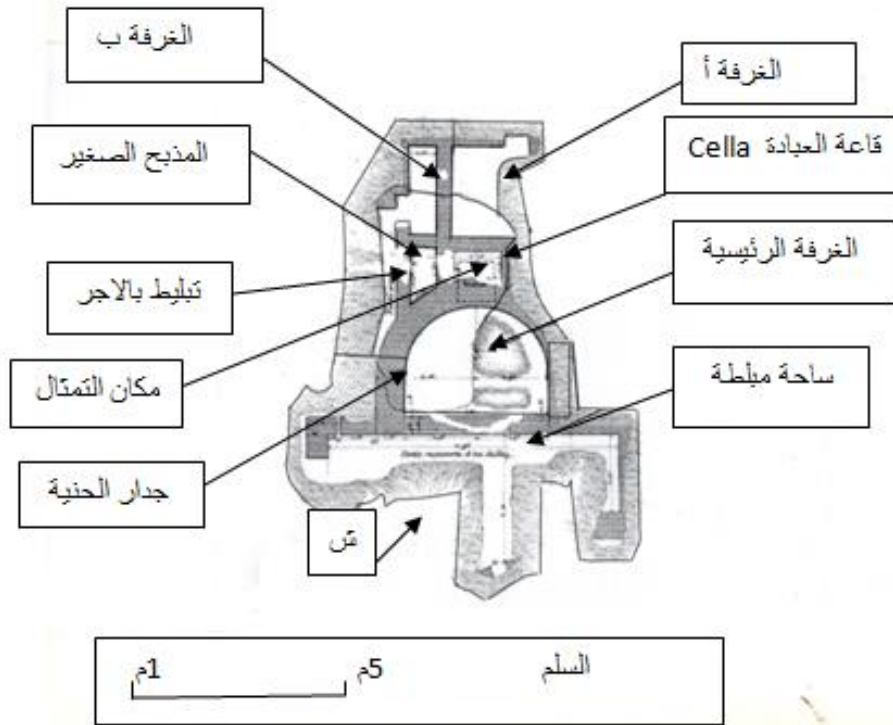 الغرفة ب
الغرفة أ
المذبح الصغير
قاعة العبادة Cella
الغرفة الرئيسية
تبليط بالاجر
ساحة مبلطة
مكان التمثال
جدار الحنية
ش
السلم 5م 1م